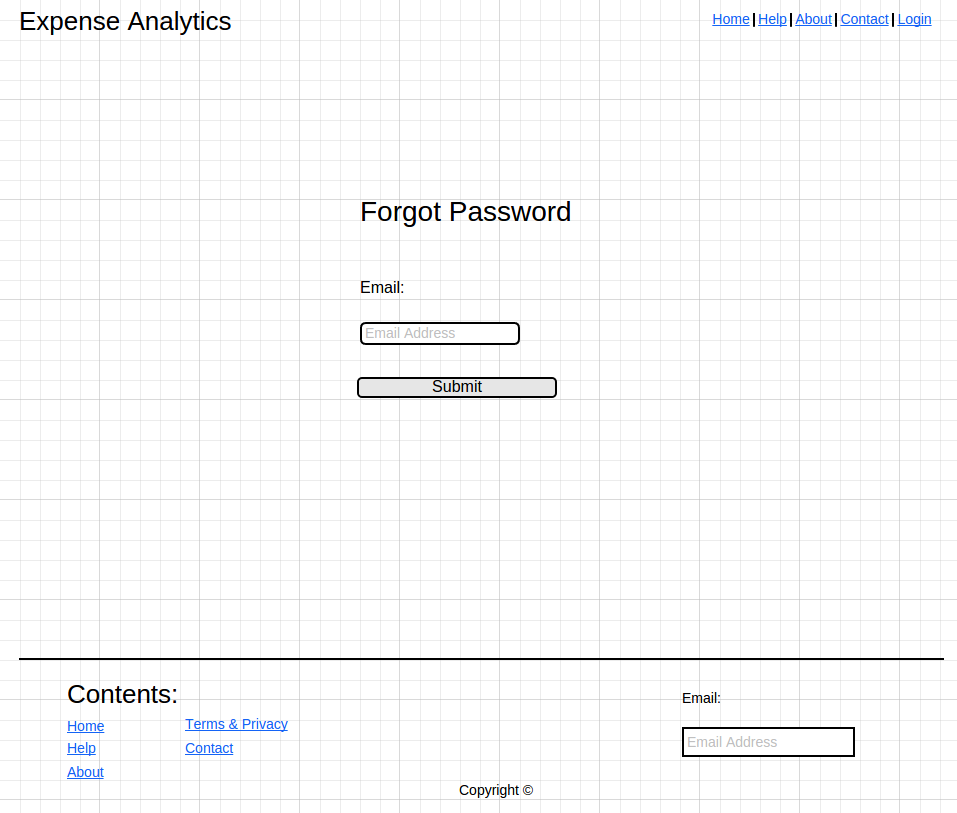 Expense Analytics
Home | Help | About | Contact | Login
Forgot Password
Email:
Email Address
Submit
Contents:
Home
Help
About
Terms & Privacy
Contact
Email:
Email Address
Copyright ©